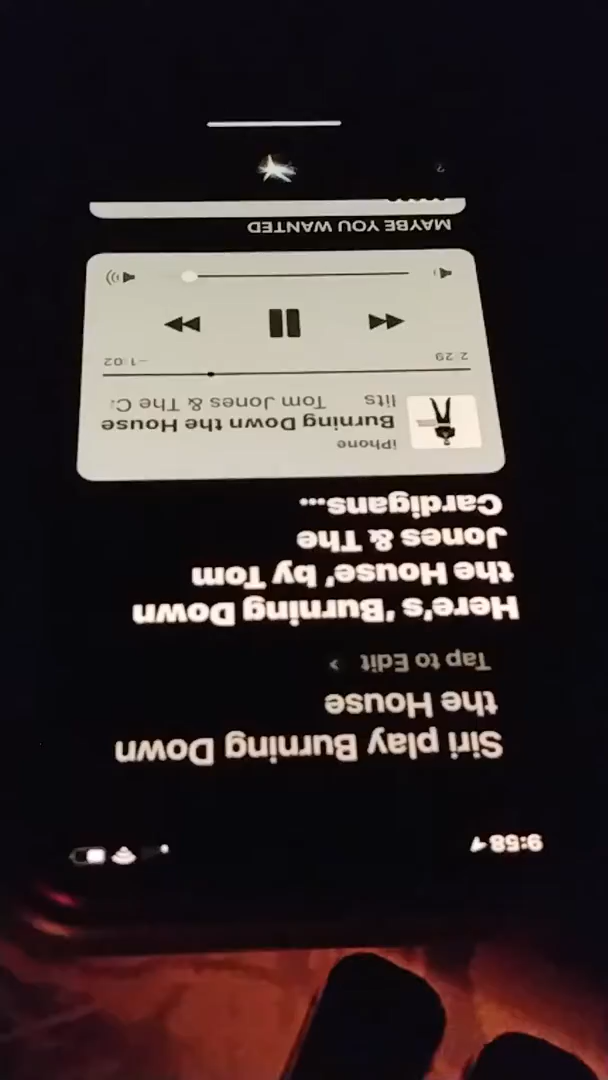 9:58
Siri play Burning Down
the House
Tap to Edit >
Here's 'Burning Down
the House' by Tom
Jones & The
Cardigans...
iPhone
Burning Down the House
lits Tom Jones & The C
2:29 -1:02
MAYBE YOU WANTED
?